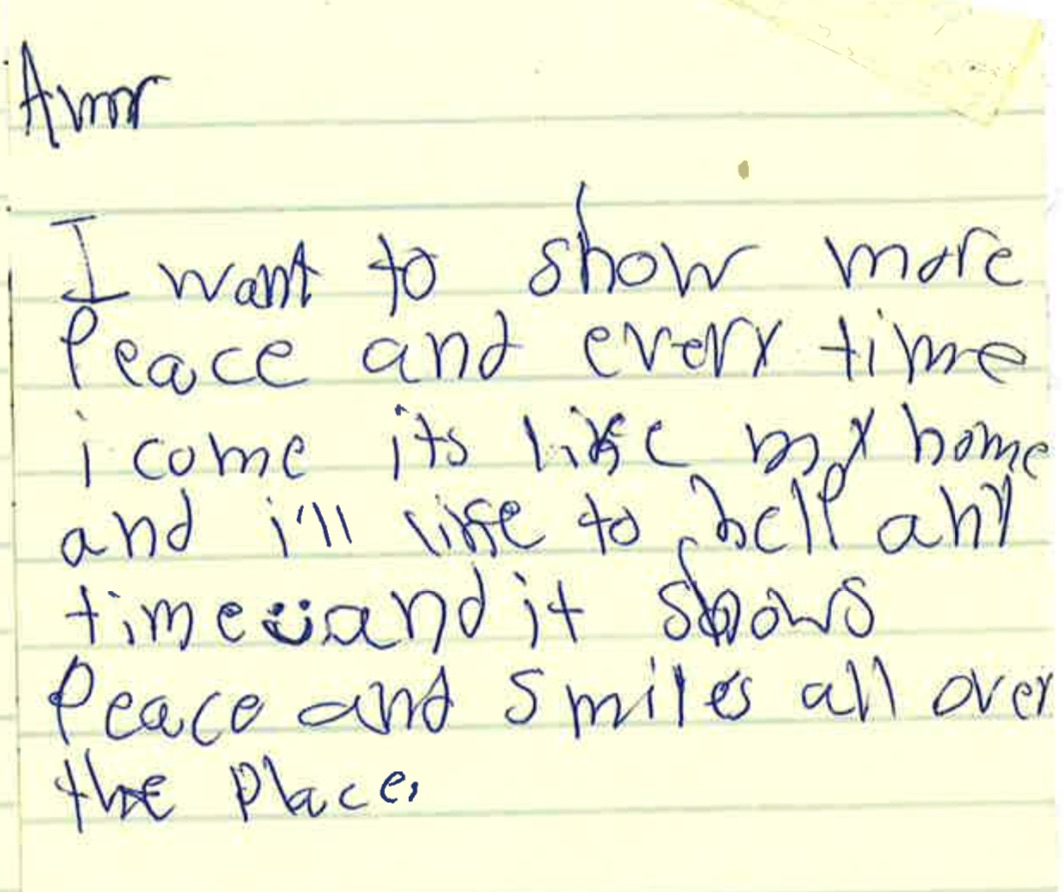 Amr
I want to show more
Peace and every time
i come its like my home
and i'll like to help any
time and it shows
Peace and smiles all over
the place.